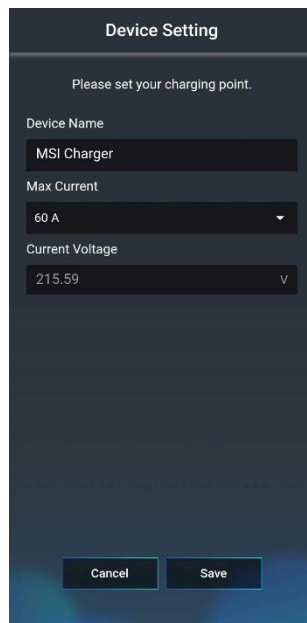 Device Setting
Please set your charging point.
Device Name
MSI Charger
Max Current
60 A
Current Voltage
215.59 V
Cancel Save